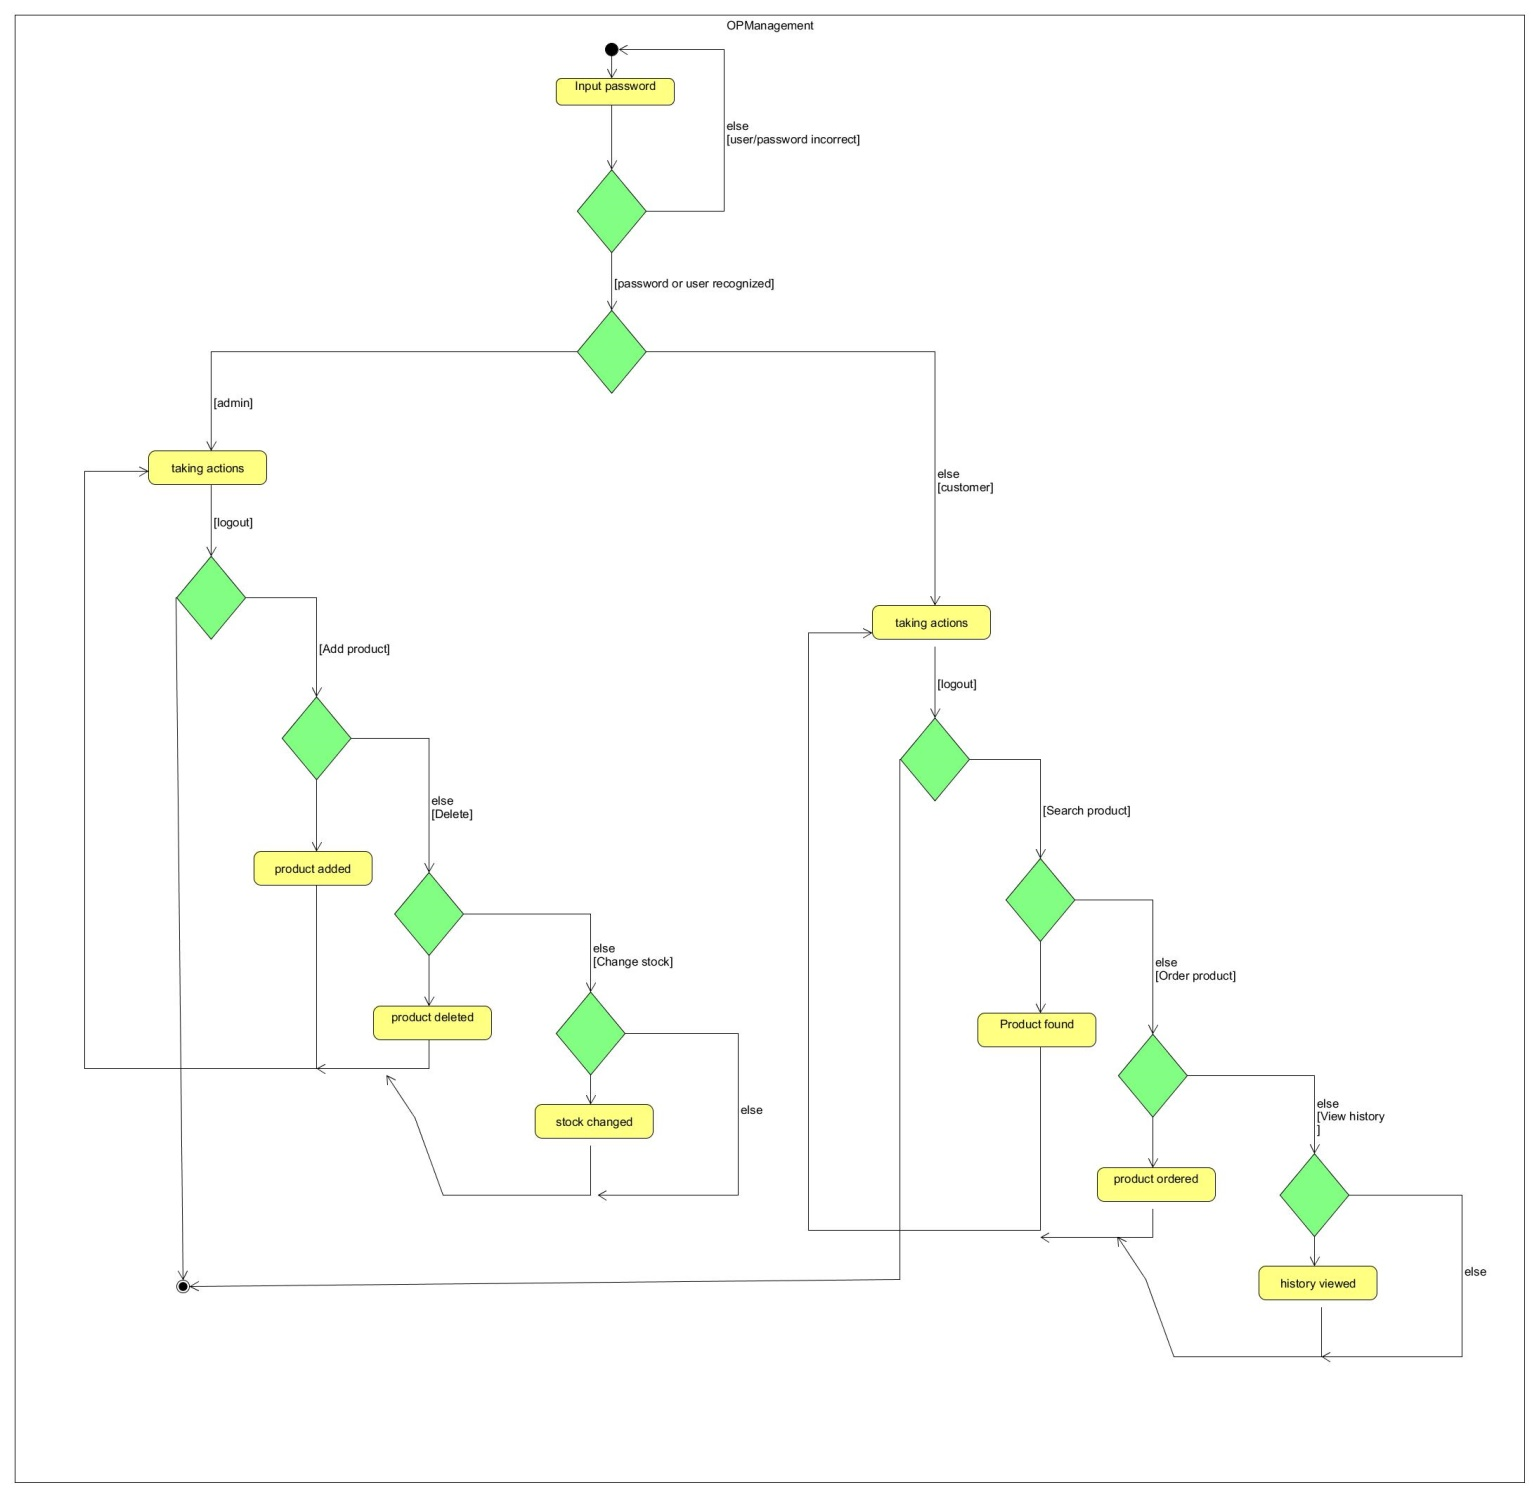 OPManagement
Input password
else
[user/password incorrect]
[password or user recognized]
[admin]
taking actions
else
[customer]
[logout]
taking actions
[Add product]
[logout]
else
[Delete]
[Search product]
product added
else
[Change stock]
else
[Order product]
product deleted
Product found
else
stock changed
else
[View history
]
product ordered
else
history viewed